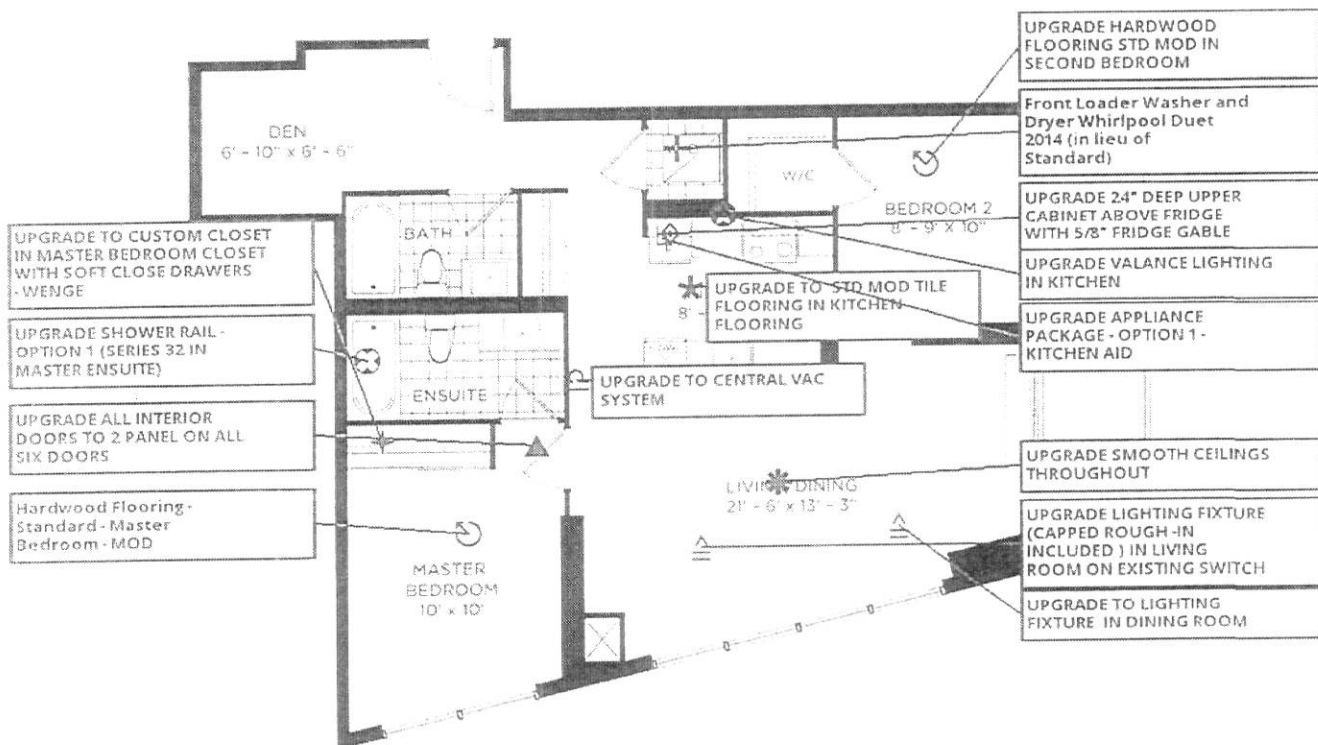 UPGRADE HARDWOOD
FLOORING STD MOD IN
SECOND BEDROOM
Front Loader Washer and
Dryer Whirlpool Duet
2014 (in lieu of
Standard)
DEN
6' - 10" x 6' - 6"
W/C
BATH
BEDROOM 2
8' - 9" x 10"
UPGRADE 24" DEEP UPPER
CABINET ABOVE FRIDGE
WITH 5/8" FRIDGE GABLE
UPGRADE TO CUSTOM CLOSET
IN MASTER BEDROOM CLOSET
WITH SOFT CLOSE DRAWERS
- WENGE
UPGRADE VALANCE LIGHTING
IN KITCHEN
UPGRADE TO STD MOD TILE
FLOORING IN KITCHEN
FLOORING
8' -
UPGRADE APPLIANCE
PACKAGE - OPTION 1 -
KITCHEN AID
UPGRADE SHOWER RAIL -
OPTION 1 (SERIES 32 IN
MASTER ENSUITE)
ENSUITE
UPGRADE TO CENTRAL VAC
SYSTEM
UPGRADE ALL INTERIOR
DOORS TO 2 PANEL ON ALL
SIX DOORS
UPGRADE SMOOTH CEILINGS
THROUGHOUT
LIVING/DINING
21' - 6" x 13' - 3"
Hardwood Flooring -
Standard - Master
Bedroom - MOD
UPGRADE LIGHTING FIXTURE
(CAPPED ROUGH -IN
INCLUDED ) IN LIVING
ROOM ON EXISTING SWITCH
MASTER
BEDROOM
10' x 10'
UPGRADE TO LIGHTING
FIXTURE IN DINING ROOM